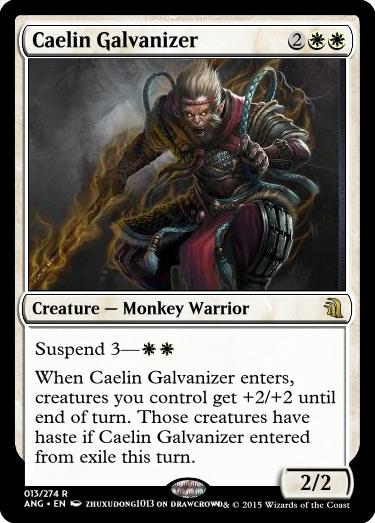 Caelin Galvanizer 2
Creature — Monkey Warrior
Suspend 3—
When Caelin Galvanizer enters,
creatures you control get +2/+2 until
end of turn. Those creatures have
haste if Caelin Galvanizer entered
from exile this turn.
2/2
013/274 R
ANG • EN ZHUXUDONG1013 ON DRAWCROWD & © 2015 Wizards of the Coast